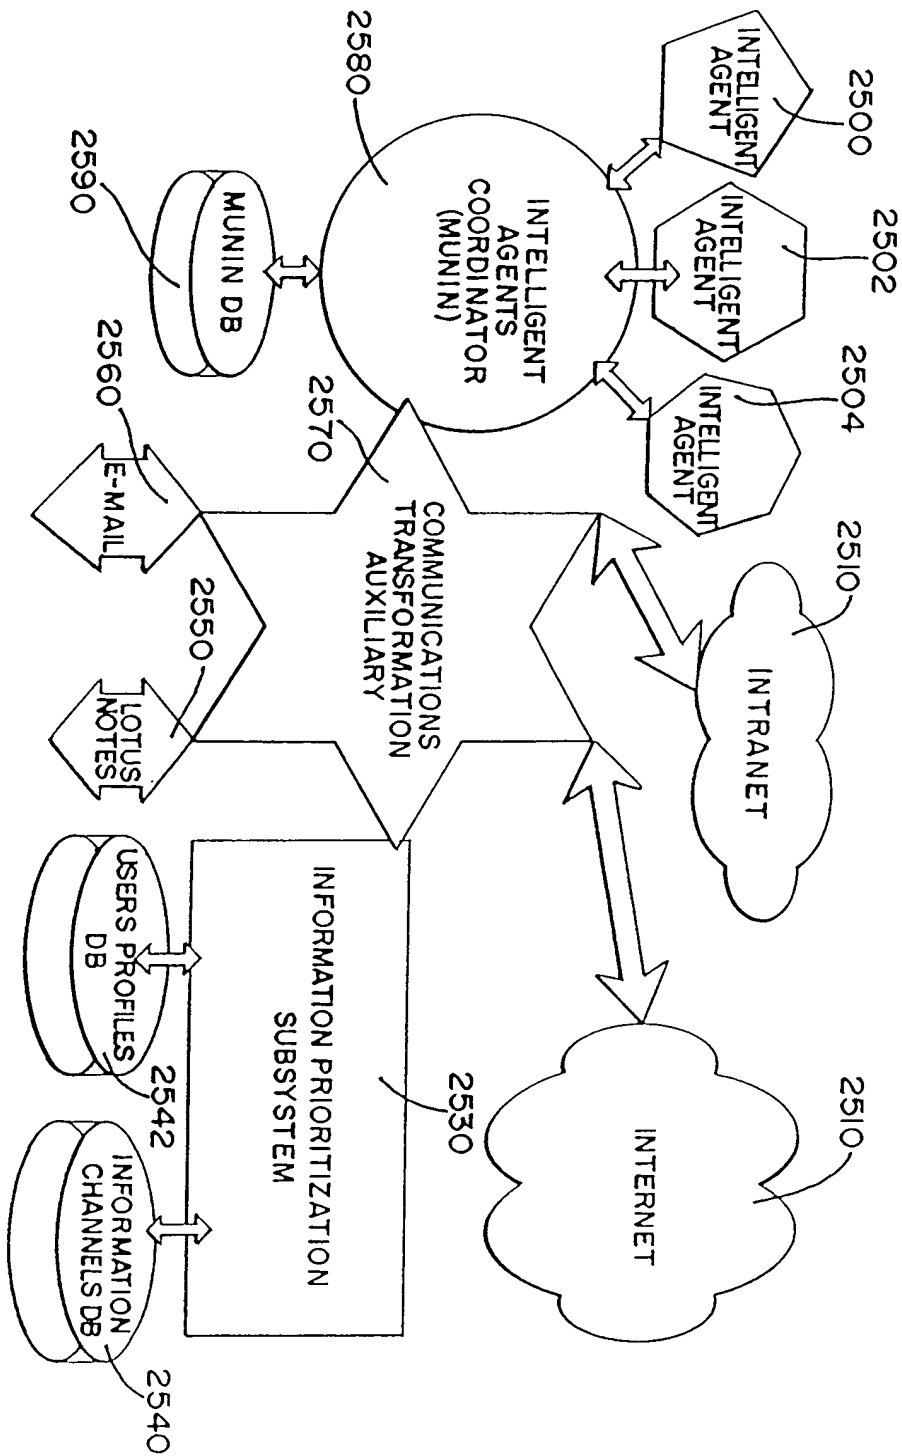 2500
INTELLIGENT
AGENT
2502
INTELLIGENT
AGENT
2504
INTELLIGENT
AGENT
2510
INTRANET
2510
INTERNET
2580
INTELLIGENT
AGENTS
COORDINATOR
(MUNIN)
2590
MUNIN DB
2570
COMMUNICATIONS
TRANSFORMATION
AUXILIARY
2560
E-MAIL
2550
LOTUS
NOTES
2530
INFORMATION PRIORITIZATION
SUBSYSTEM
USERS PROFILES
DB
2542
INFORMATION
CHANNELS DB
2540